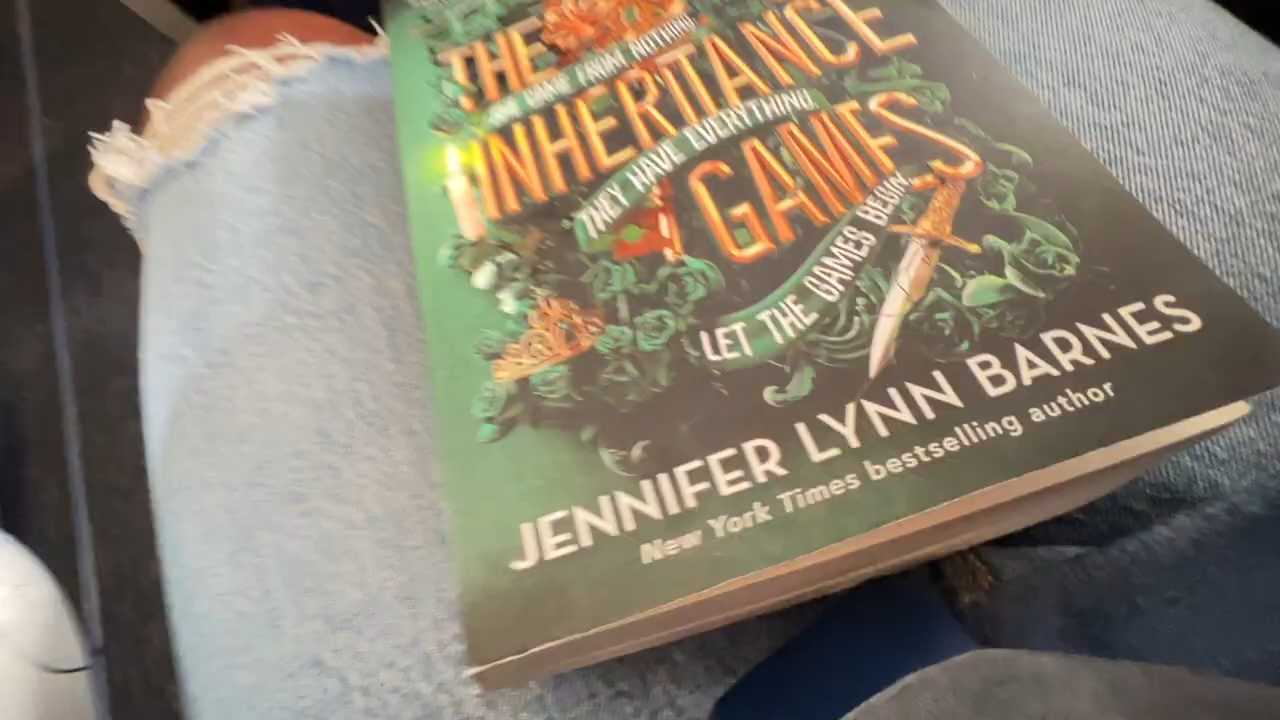 THE
SHE CAME FROM NOTHING.
INHERITANCE
THEY HAVE EVERYTHING.
GAMES
LET THE GAMES BEGIN.
JENNIFER LYNN BARNES
New York Times bestselling author